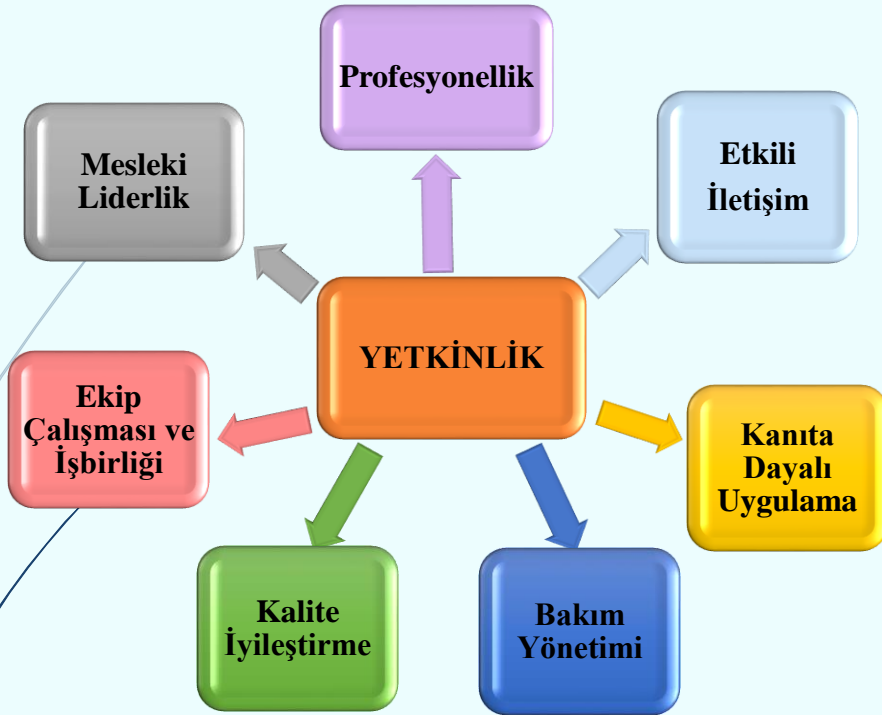 Profesyonellik
Etkili
İletişim
Mesleki
Liderlik
YETKİNLİK
Ekip
Çalışması ve
İşbirliği
Kanıta
Dayalı
Uygulama
Kalite
İyileştirme
Bakım
Yönetimi